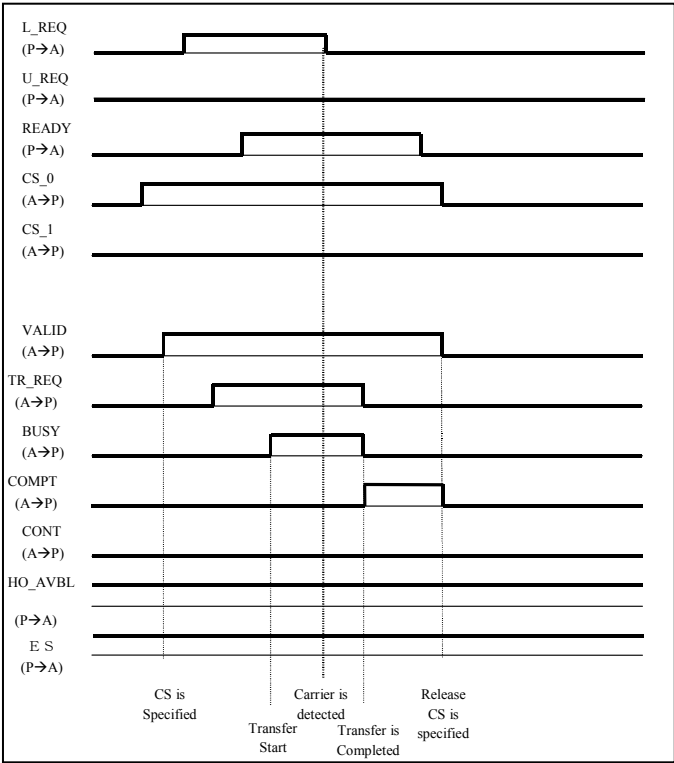 L_REQ
(P→A)
U_REQ
(P→A)
READY
(P→A)
CS_0
(A→P)
CS_1
(A→P)
VALID
(A→P)
TR_REQ
(A→P)
BUSY
(A→P)
COMPT
(A→P)
CONT
(A→P)
HO_AVBL
(P→A)
ＥＳ
(P→A)
CS is
Specified
Transfer
Start
Carrier is
detected
Transfer is
Completed
Release
CS is
specified